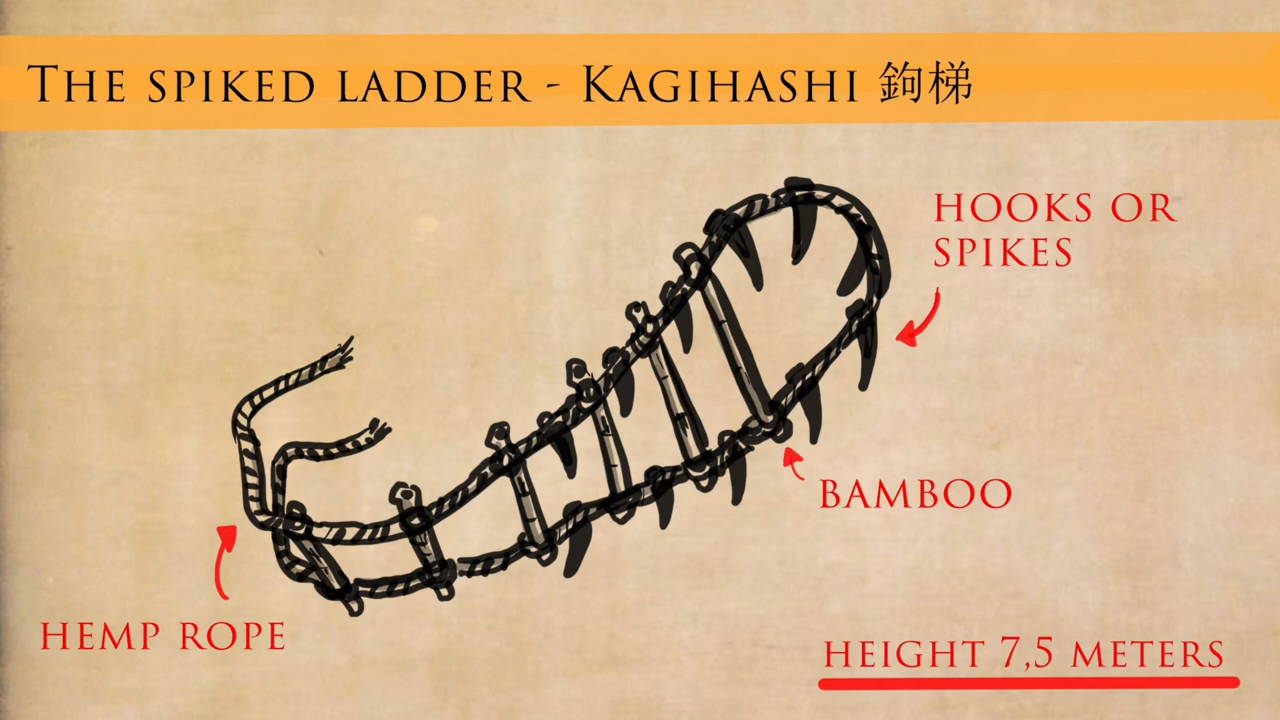 The spiked ladder - Kagihashi 鉤梯
HOOKS OR
SPIKES
BAMBOO
HEMP ROPE
HEIGHT 7,5 METERS